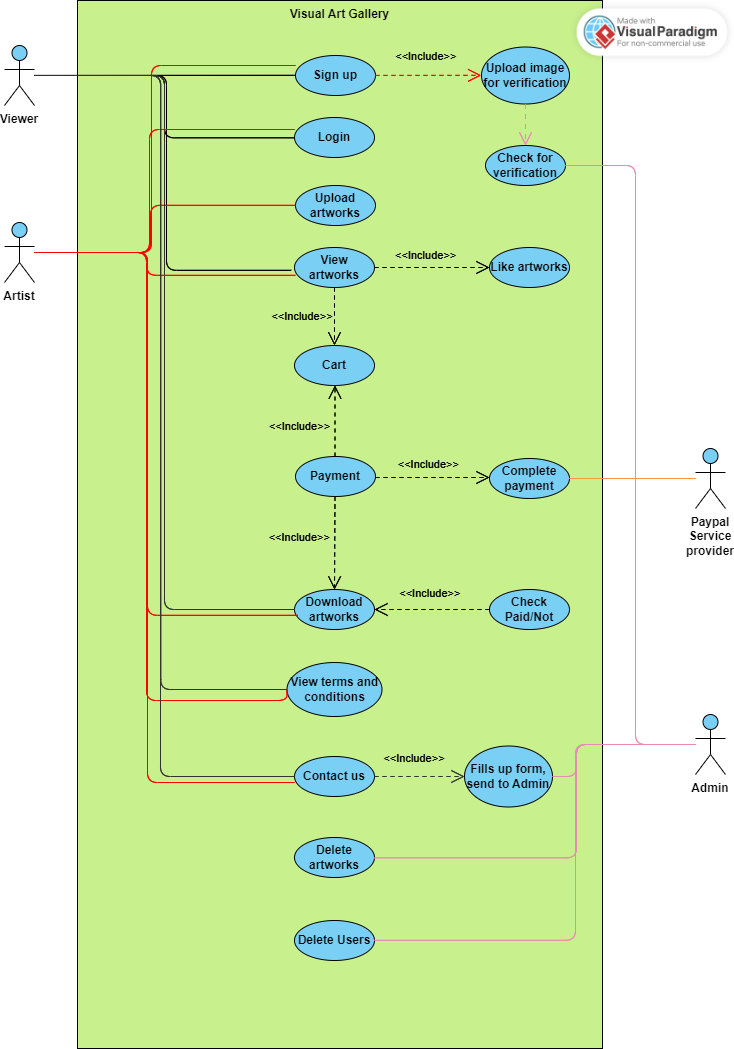 Visual Art Gallery
Made with
VisualParadigm
For non-commercial use
<<Include>>
Sign up
Upload image
for verification
Viewer
Login
Check for
verification
Upload
artworks
Artist
View
artworks
<<Include>>
Like artworks
<<Include>>
Cart
<<Include>>
Payment
<<Include>>
Complete
payment
Paypal
Service
provider
<<Include>>
Download
artworks
<<Include>>
Check
Paid/Not
View terms and
conditions
Contact us
<<Include>>
Fills up form,
send to Admin
Admin
Delete
artworks
Delete Users